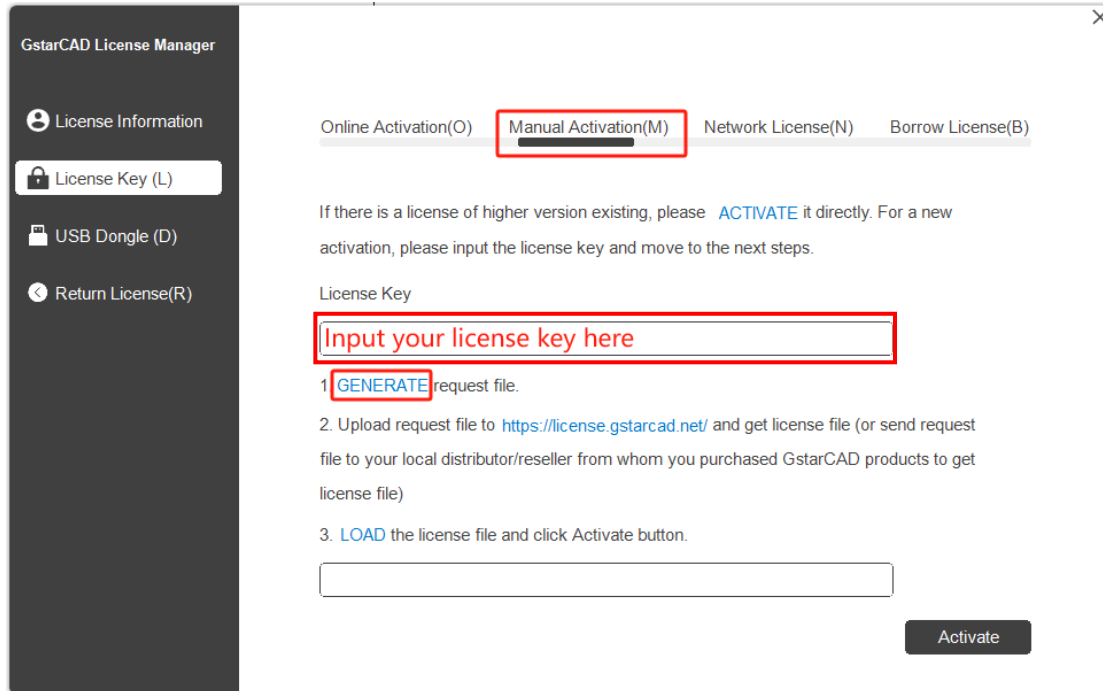 GstarCAD License Manager
License Information
License Key (L)
USB Dongle (D)
Return License(R)
Online Activation(O) Manual Activation(M) Network License(N) Borrow License(B)
If there is a license of higher version existing, please ACTIVATE it directly. For a new
activation, please input the license key and move to the next steps.
License Key
Input your license key here
1 GENERATE request file.
2. Upload request file to https://license.gstarcad.net/ and get license file (or send request
file to your local distributor/reseller from whom you purchased GstarCAD products to get
license file)
3. LOAD the license file and click Activate button.
Activate